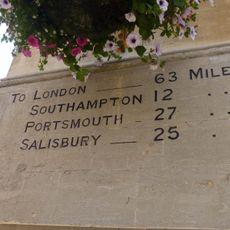 TO LONDON — 63 MILE
SOUTHAMPTON 12 . .
PORTSMOUTH - 27 . .
SALISBURY — 25 .